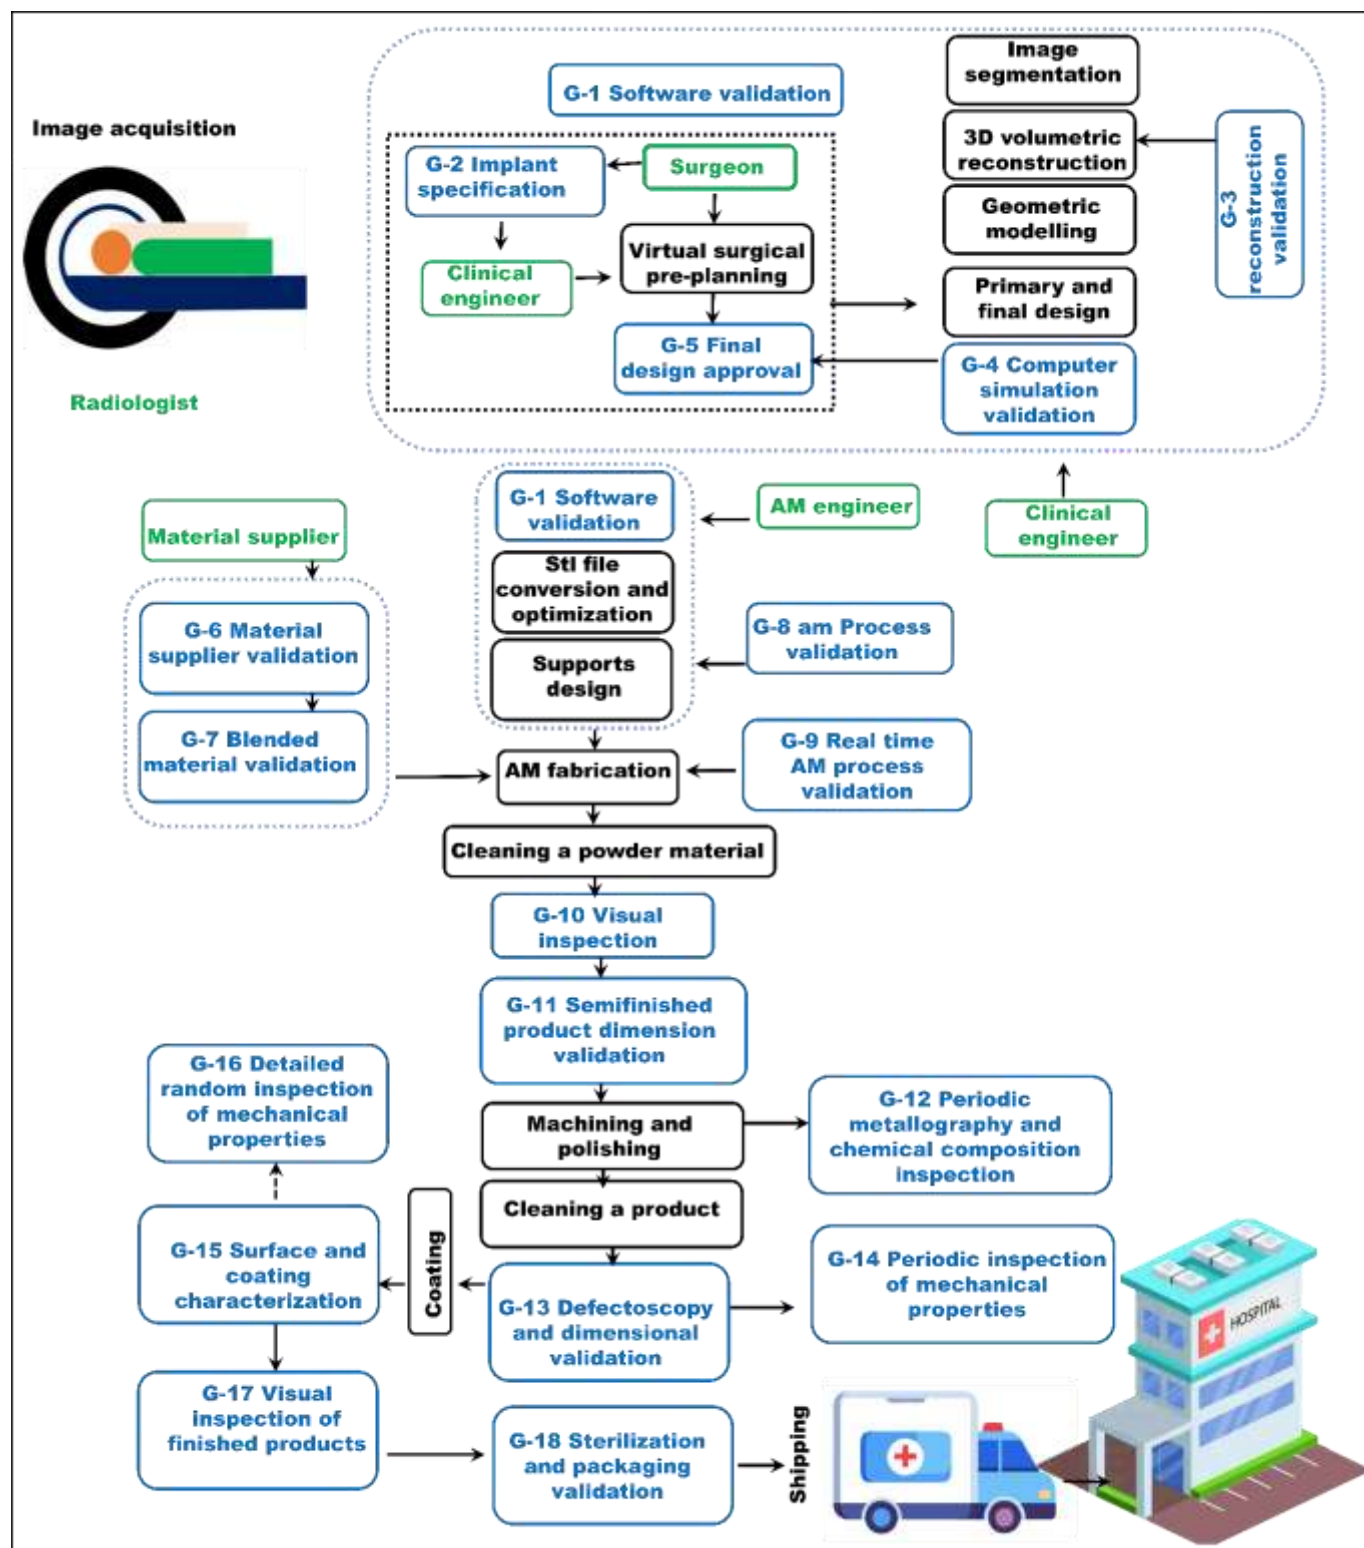 Image acquisition
Radiologist
G-1 Software validation
G-2 Implant
specification
Surgeon
Clinical
engineer
Virtual surgical
pre-planning
G-5 Final
design approval
Image
segmentation
3D volumetric
reconstruction
Geometric
modelling
Primary and
final design
G-4 Computer
simulation
validation
G-3
reconstruction
validation
Clinical
engineer
AM engineer
G-1 Software
validation
Stl file
conversion and
optimization
Supports
design
Material supplier
G-6 Material
supplier validation
G-7 Blended
material validation
G-8 am Process
validation
G-9 Real time
AM process
validation
AM fabrication
Cleaning a powder material
G-10 Visual
inspection
G-11 Semifinished
product dimension
validation
Machining and
polishing
G-12 Periodic
metallography and
chemical composition
inspection
Cleaning a product
G-13 Defectoscopy
and dimensional
validation
G-14 Periodic inspection
of mechanical
properties
Coating
G-15 Surface and
coating
characterization
G-16 Detailed
random inspection
of mechanical
properties
G-17 Visual
inspection of
finished products
G-18 Sterilization
and packaging
validation
Shipping
HOSPITAL